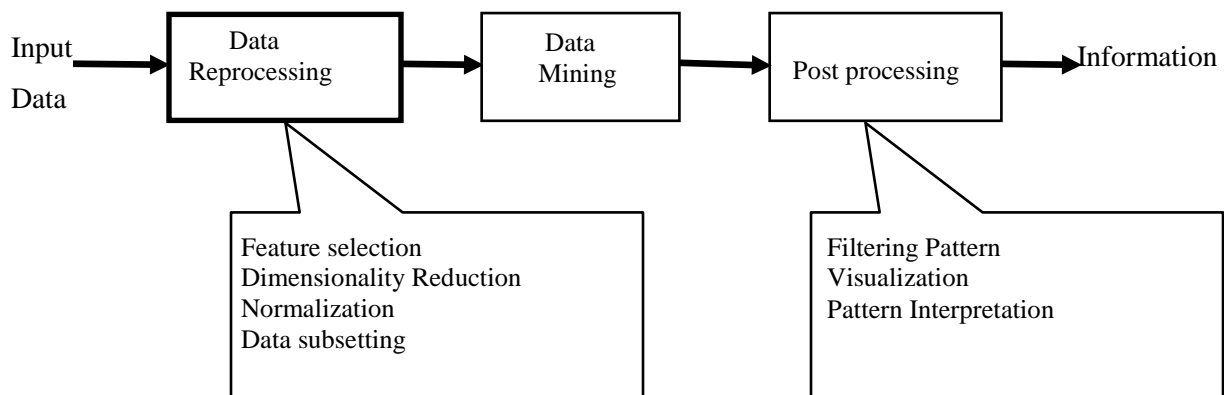 Input
Data
Data
Reprocessing
Data
Mining
Post processing
Information
Feature selection
Dimensionality Reduction
Normalization
Data subsetting
Filtering Pattern
Visualization
Pattern Interpretation